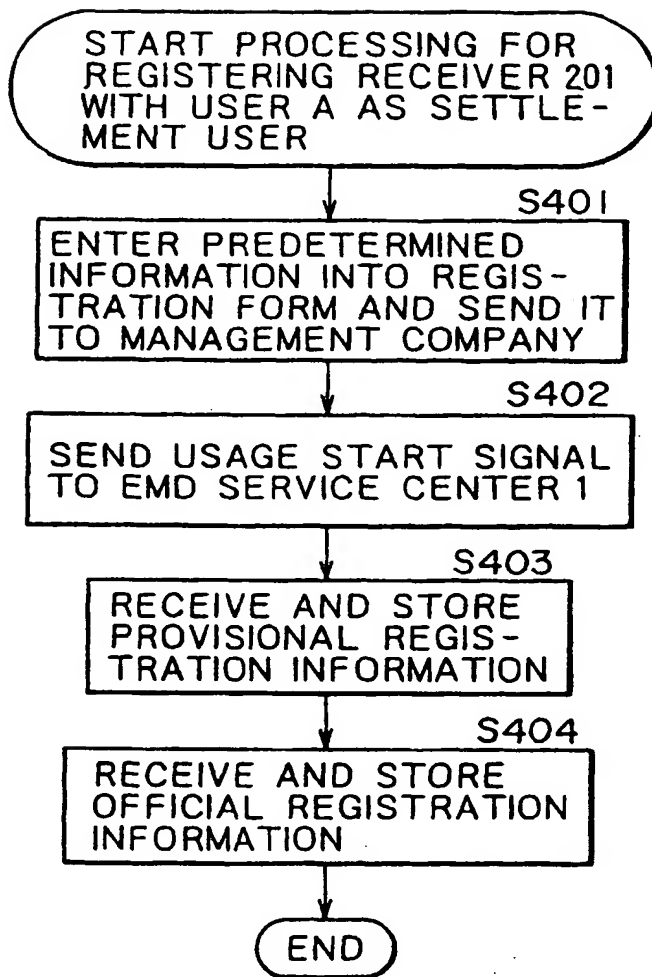 START PROCESSING FOR
REGISTERING RECEIVER 201
WITH USER A AS SETTLE-
MENT USER
S401
ENTER PREDETERMINED
INFORMATION INTO REGIS-
TRATION FORM AND SEND IT
TO MANAGEMENT COMPANY
S402
SEND USAGE START SIGNAL
TO EMD SERVICE CENTER 1
S403
RECEIVE AND STORE
PROVISIONAL REGIS-
TRATION INFORMATION
S404
RECEIVE AND STORE
OFFICIAL REGISTRATION
INFORMATION
END